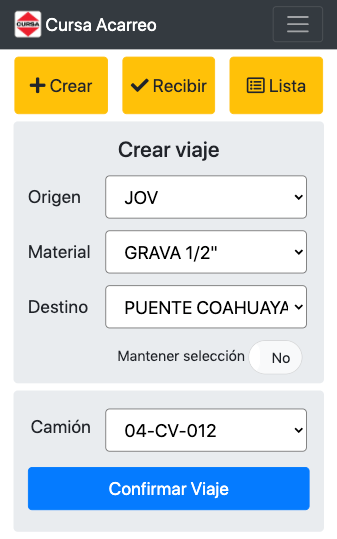 CURSA Cursa Acarreo
Crear Recibir Lista
Crear viaje
Origen JOV
Material GRAVA 1/2"
Destino PUENTE COAHUAYA
Mantener selección No
Camión 04-CV-012
Confirmar Viaje